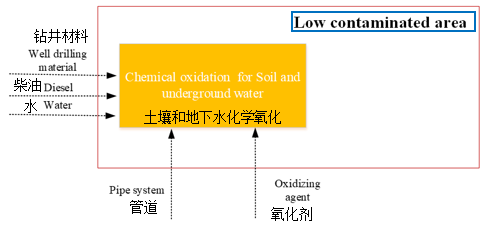 Low contaminated area
钻井材料
Well drilling
material
柴油 Diesel
水 Water
Chemical oxidation for Soil and
underground water
土壤和地下水化学氧化
Pipe system
管道
Oxidizing
agent
氧化剂